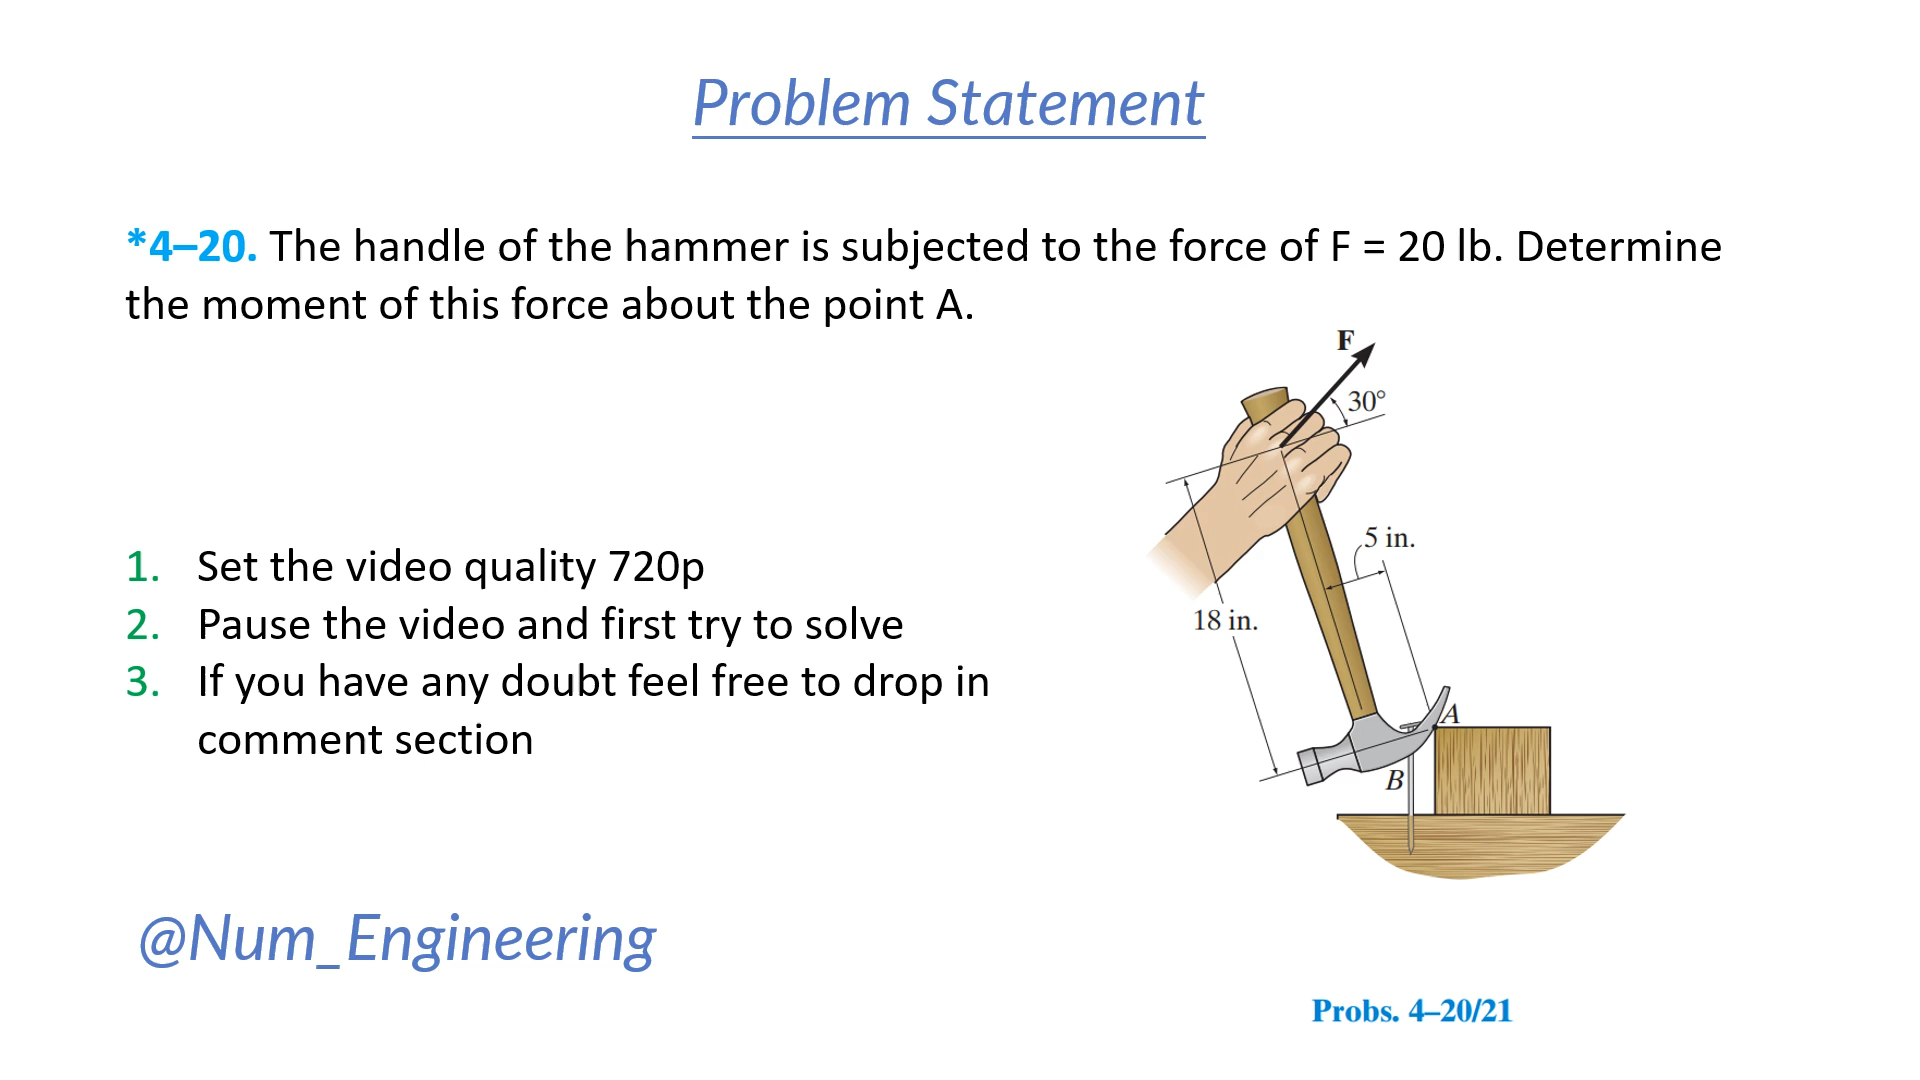 Problem Statement
*4–20. The handle of the hammer is subjected to the force of F = 20 lb. Determine
the moment of this force about the point A.
F
30°
5 in.
18 in.
A
B
1. Set the video quality 720p
2. Pause the video and first try to solve
3. If you have any doubt feel free to drop in
comment section
@Num_Engineering
Probs. 4–20/21